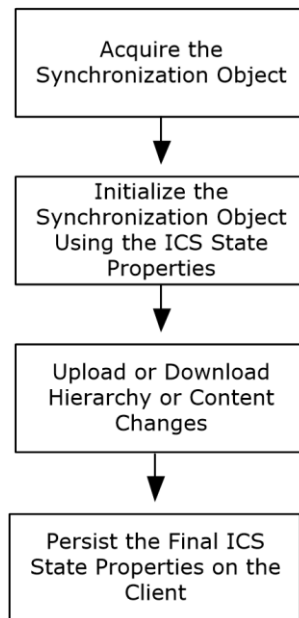 Acquire the
Synchronization Object
Initialize the
Synchronization Object
Using the ICS State
Properties
Upload or Download
Hierarchy or Content
Changes
Persist the Final ICS
State Properties on the
Client